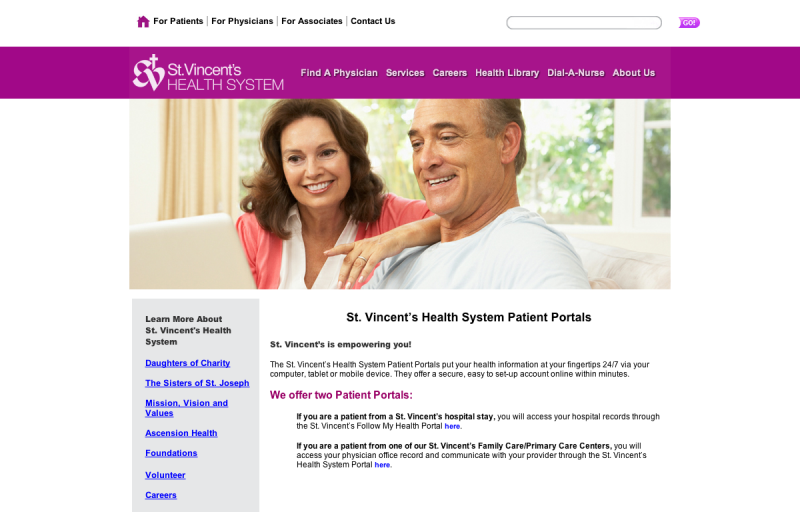 For Patients | For Physicians | For Associates | Contact Us
GO!
St.Vincent's
HEALTH SYSTEM
Find A Physician Services Careers Health Library Dial-A-Nurse About Us
Learn More About
St. Vincent's Health
System
Daughters of Charity
The Sisters of St. Joseph
Mission, Vision and
Values
Ascension Health
Foundations
Volunteer
Careers
St. Vincent's Health System Patient Portals
St. Vincent's is empowering you!
The St. Vincent's Health System Patient Portals put your health information at your fingertips 24/7 via your
computer, tablet or mobile device. They offer a secure, easy to set-up account online within minutes.
We offer two Patient Portals:
If you are a patient from a St. Vincent's hospital stay, you will access your hospital records through
the St. Vincent's Follow My Health Portal here.
If you are a patient from one of our St. Vincent's Family Care/Primary Care Centers, you will
access your physician office record and communicate with your provider through the St. Vincent's
Health System Portal here.